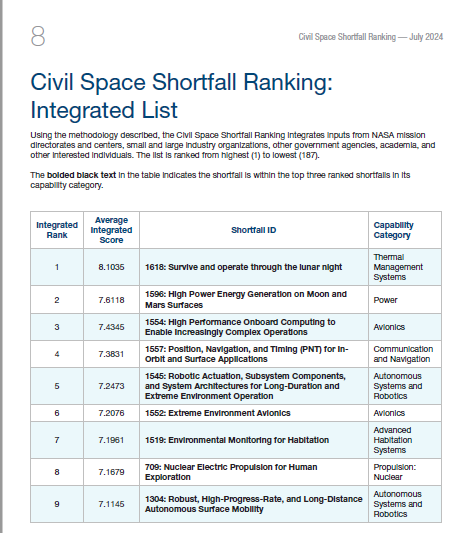 8
Civil Space Shortfall Ranking — July 2024
Civil Space Shortfall Ranking:
Integrated List
Using the methodology described, the Civil Space Shortfall Ranking integrates inputs from NASA mission
directorates and centers, small and large industry organizations, other government agencies, academia, and
other interested individuals. The list is ranked from highest (1) to lowest (187).
The bolded black text in the table indicates the shortfall is within the top three ranked shortfalls in its
capability category.
Integrated
Rank
Average
Integrated
Score
Shortfall ID
Capability
Category
1
8.1035
1618: Survive and operate through the lunar night
Thermal
Management
Systems
2
7.6118
1596: High Power Energy Generation on Moon and
Mars Surfaces
Power
3
7.4345
1554: High Performance Onboard Computing to
Enable Increasingly Complex Operations
Avionics
4
7.3831
1557: Position, Navigation, and Timing (PNT) for In-
Orbit and Surface Applications
Communication
and Navigation
5
7.2473
1545: Robotic Actuation, Subsystem Components,
and System Architectures for Long-Duration and
Extreme Environment Operation
Autonomous
Systems and
Robotics
6
7.2076
1552: Extreme Environment Avionics
Avionics
7
7.1961
1519: Environmental Monitoring for Habitation
Advanced
Habitation
Systems
8
7.1679
709: Nuclear Electric Propulsion for Human
Exploration
Propulsion:
Nuclear
9
7.1145
1304: Robust, High-Progress-Rate, and Long-Distance
Autonomous Surface Mobility
Autonomous
Systems and
Robotics